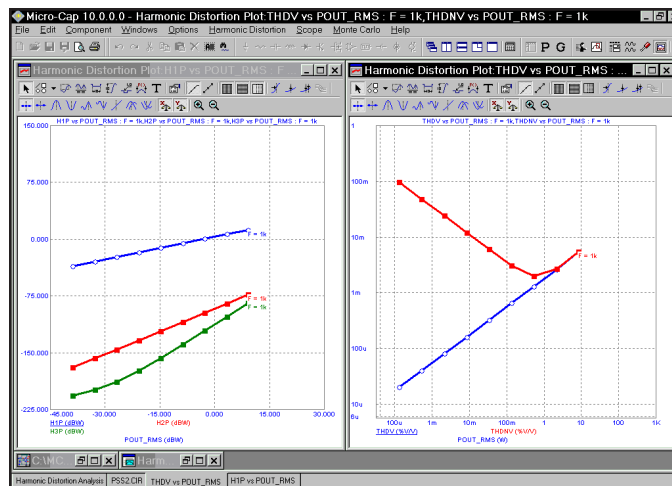 Micro-Cap 10.0.0.0 - Harmonic Distortion Plot:THDV vs POUT_RMS : F = 1k,THDNV vs POUT_RMS : F = 1k
File Edit Component Windows Options Harmonic Distortion Scope Monte Carlo Help
P G
Harmonic Distortion Plot H1P vs POUT_RMS : F ...
T
H1P vs POUT_RMS : F = 1k,H2P vs POUT_RMS : F = 1k,H3P vs POUT_RMS : F = 1k
150.000
75.000
0.000
-75.000
-150.000
-225.000
F = 1k
F = 1k
F = 1k
-45.000 -30.000 -15.000 0.000 15.000 30.000
H1P (dBW) H2P (dBW)
H3P (dBW)
POUT_RMS (dBW)
Harmonic Distortion Plot:THDV vs POUT_RMS : ...
T
THDV vs POUT_RMS : F = 1k,THDNV vs POUT_RMS : F = 1k
1
100m
10m
1m
100u
10u
6u
F = 1k
100u 1m 10m 100m 1 10 100 1K
THDV (%V/V) THDNV (%V/V)
POUT_RMS (W)
C:\MC...
Harm...
Harmonic Distortion Analysis PSS2.CIR THDV vs POUT_RMS H1P vs POUT_RMS